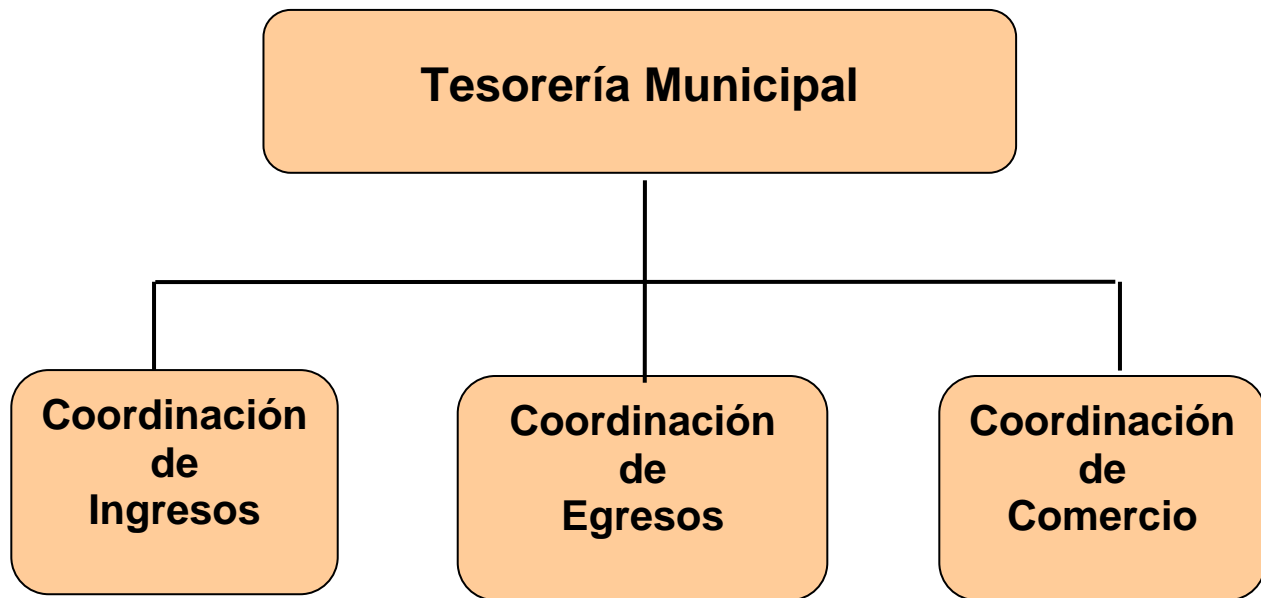 Tesorería Municipal
Coordinación
de
Ingresos
Coordinación
de
Egresos
Coordinación
de
Comercio